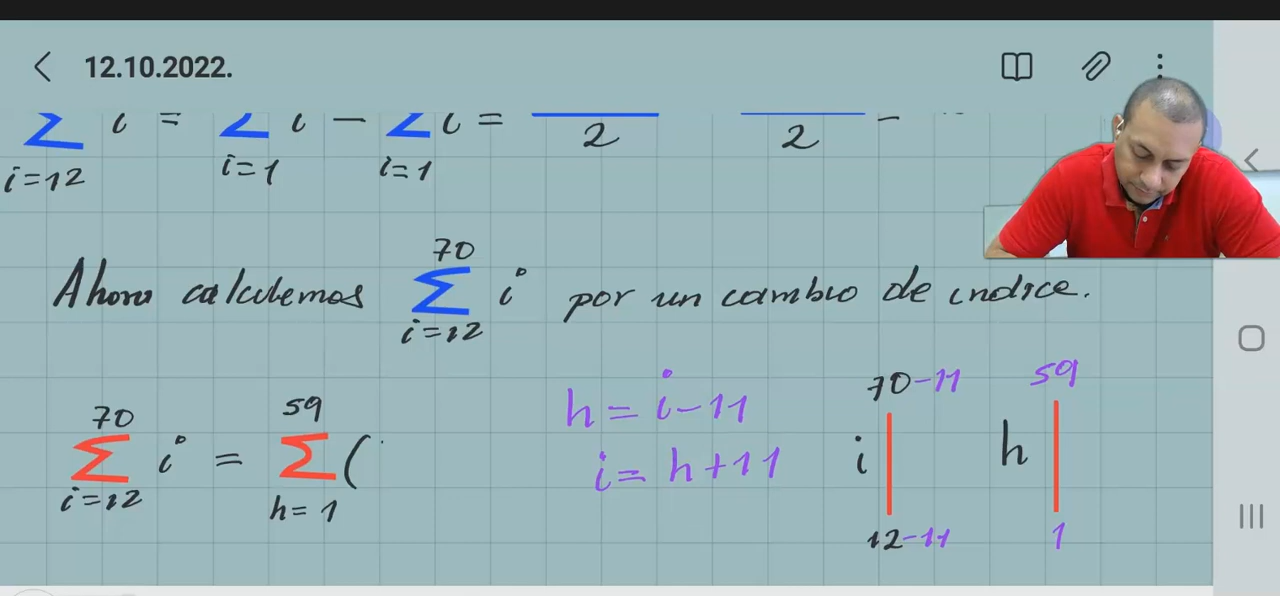 12.10.2022.
Σ i = Σ i - Σ i = 
i=12 i=1 i=1 2 2
70
Ahora calculemos Σ i por un cambio de indice.
i=12
70 59
Σ i = Σ (
i=12 h=1
h = i-11
i = h+11
70-11 59
i h
12-11 1